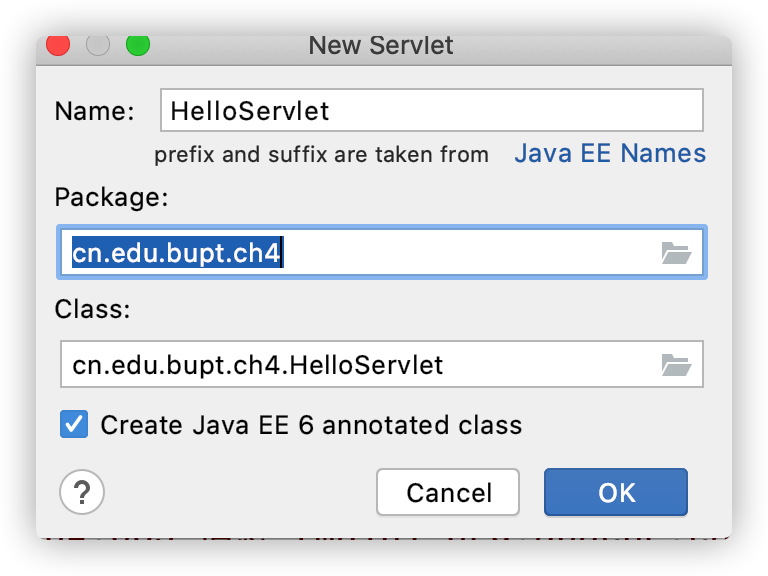 New Servlet
Name:
HelloServlet
prefix and suffix are taken from Java EE Names
Package:
cn.edu.bupt.ch4
Class:
cn.edu.bupt.ch4.HelloServlet
Create Java EE 6 annotated class
?
Cancel
OK